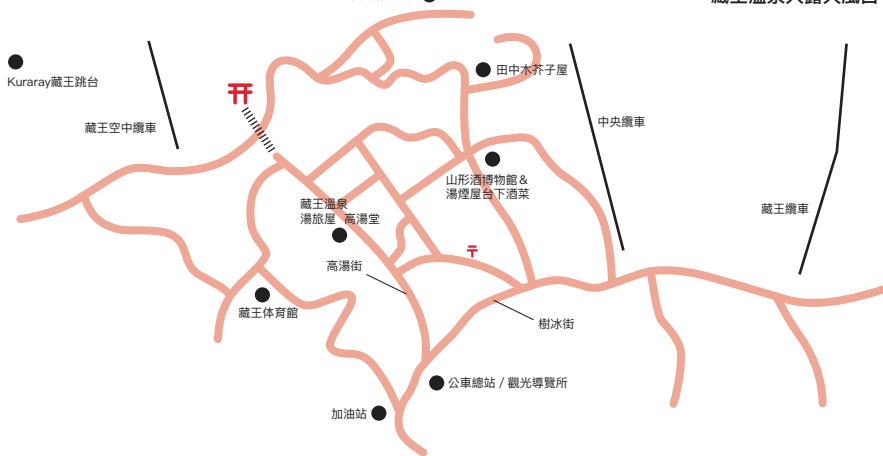 Kuraray藏王跳台
藏王空中纜車
田中木芥子屋
中央纜車
山形酒博物館＆
湯煙屋台下酒菜
藏王溫泉
湯旅屋 高湯堂
藏王纜車
高湯街
藏王体育館
樹冰街
公車總站 / 觀光導覽所
加油站